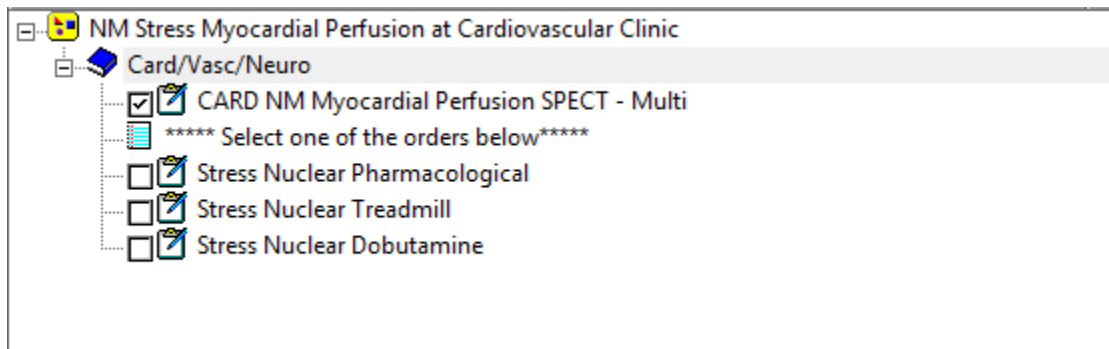 NM Stress Myocardial Perfusion at Cardiovascular Clinic
Card/Vasc/Neuro
CARD NM Myocardial Perfusion SPECT - Multi
***** Select one of the orders below*****
Stress Nuclear Pharmacological
Stress Nuclear Treadmill
Stress Nuclear Dobutamine